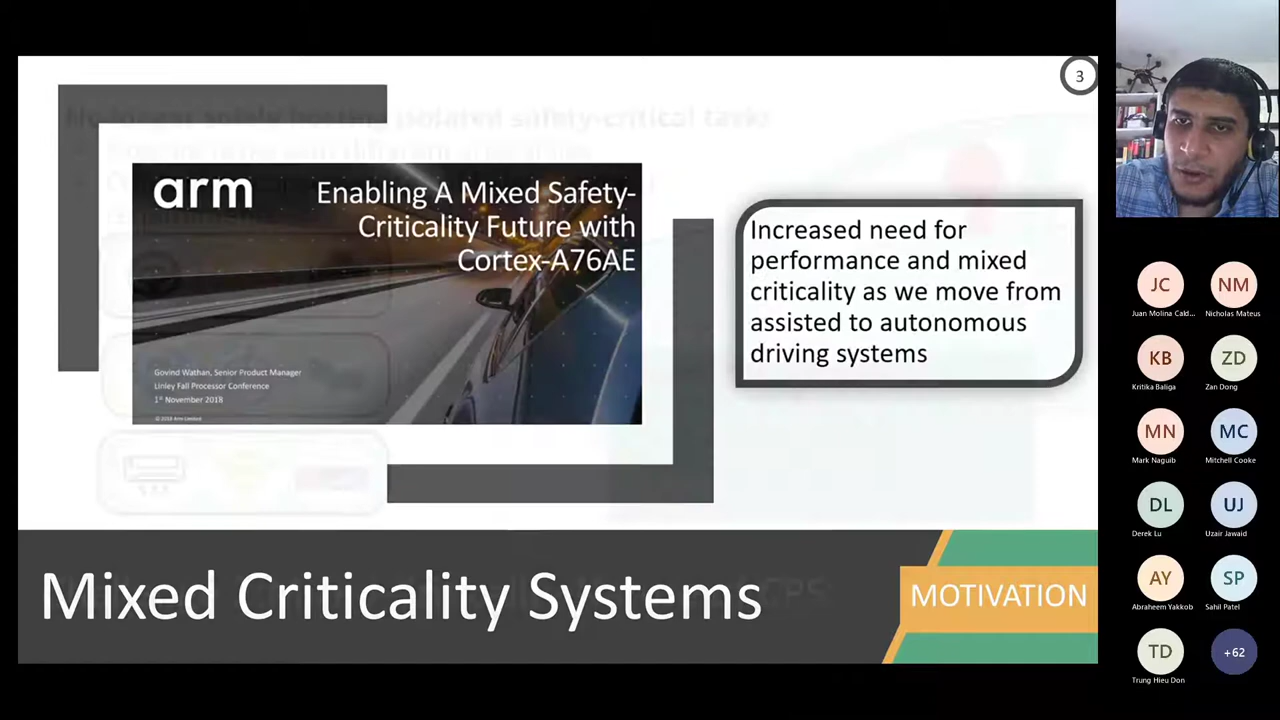 3
arm
Enabling A Mixed Safety-
Criticality Future with
Cortex-A76AE
Govind Wathan, Senior Product Manager
Linley Fall Processor Conference
1st November 2018
© 2018 Arm Limited
Increased need for
performance and mixed
criticality as we move from
assisted to autonomous
driving systems
Mixed Criticality Systems
MOTIVATION
JC
NM
Juan Molina Cald...
Nicholas Mateus
KB
ZD
Kritika Baliga
Zan Dong
MN
MC
Mark Naguib
Mitchell Cooke
DL
UJ
Derek Lu
Uzair Jawaid
AY
SP
Abraheem Yakkob
Sahil Patel
TD
+62
Trung Hieu Don